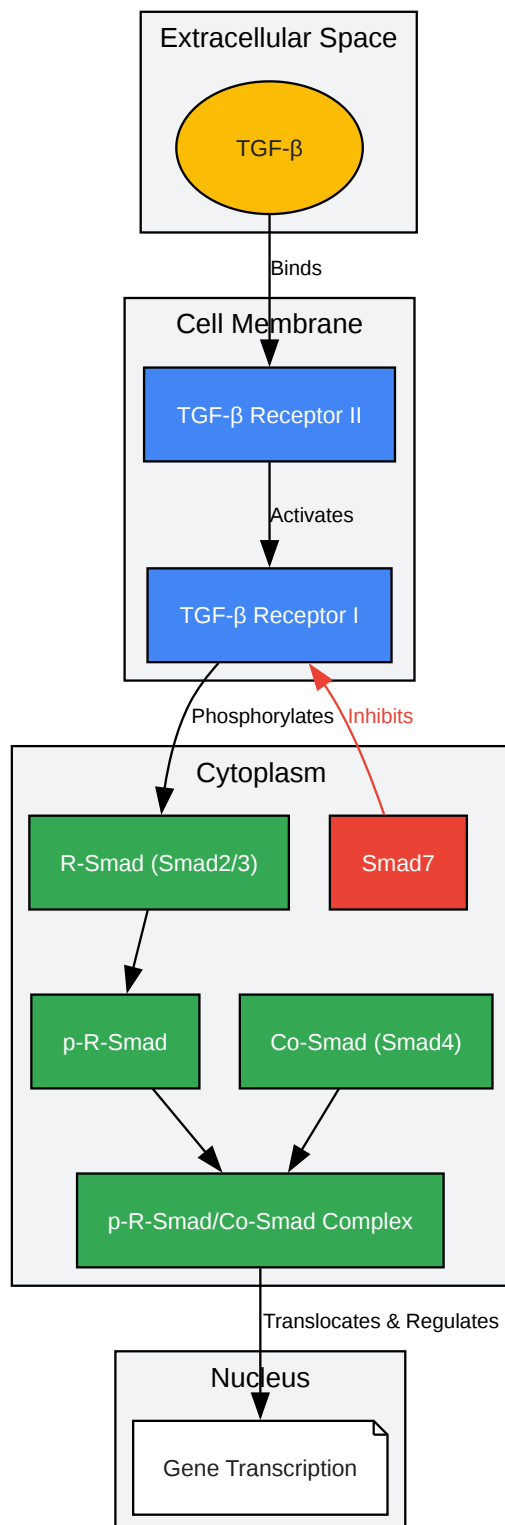 Extracellular Space
TGF-β
Binds
Cell Membrane
TGF-β Receptor II
Activates
TGF-β Receptor I
Phosphorylates
Inhibits
Cytoplasm
R-Smad (Smad2/3)
Smad7
p-R-Smad
Co-Smad (Smad4)
p-R-Smad/Co-Smad Complex
Translocates & Regulates
Nucleus
Gene Transcription